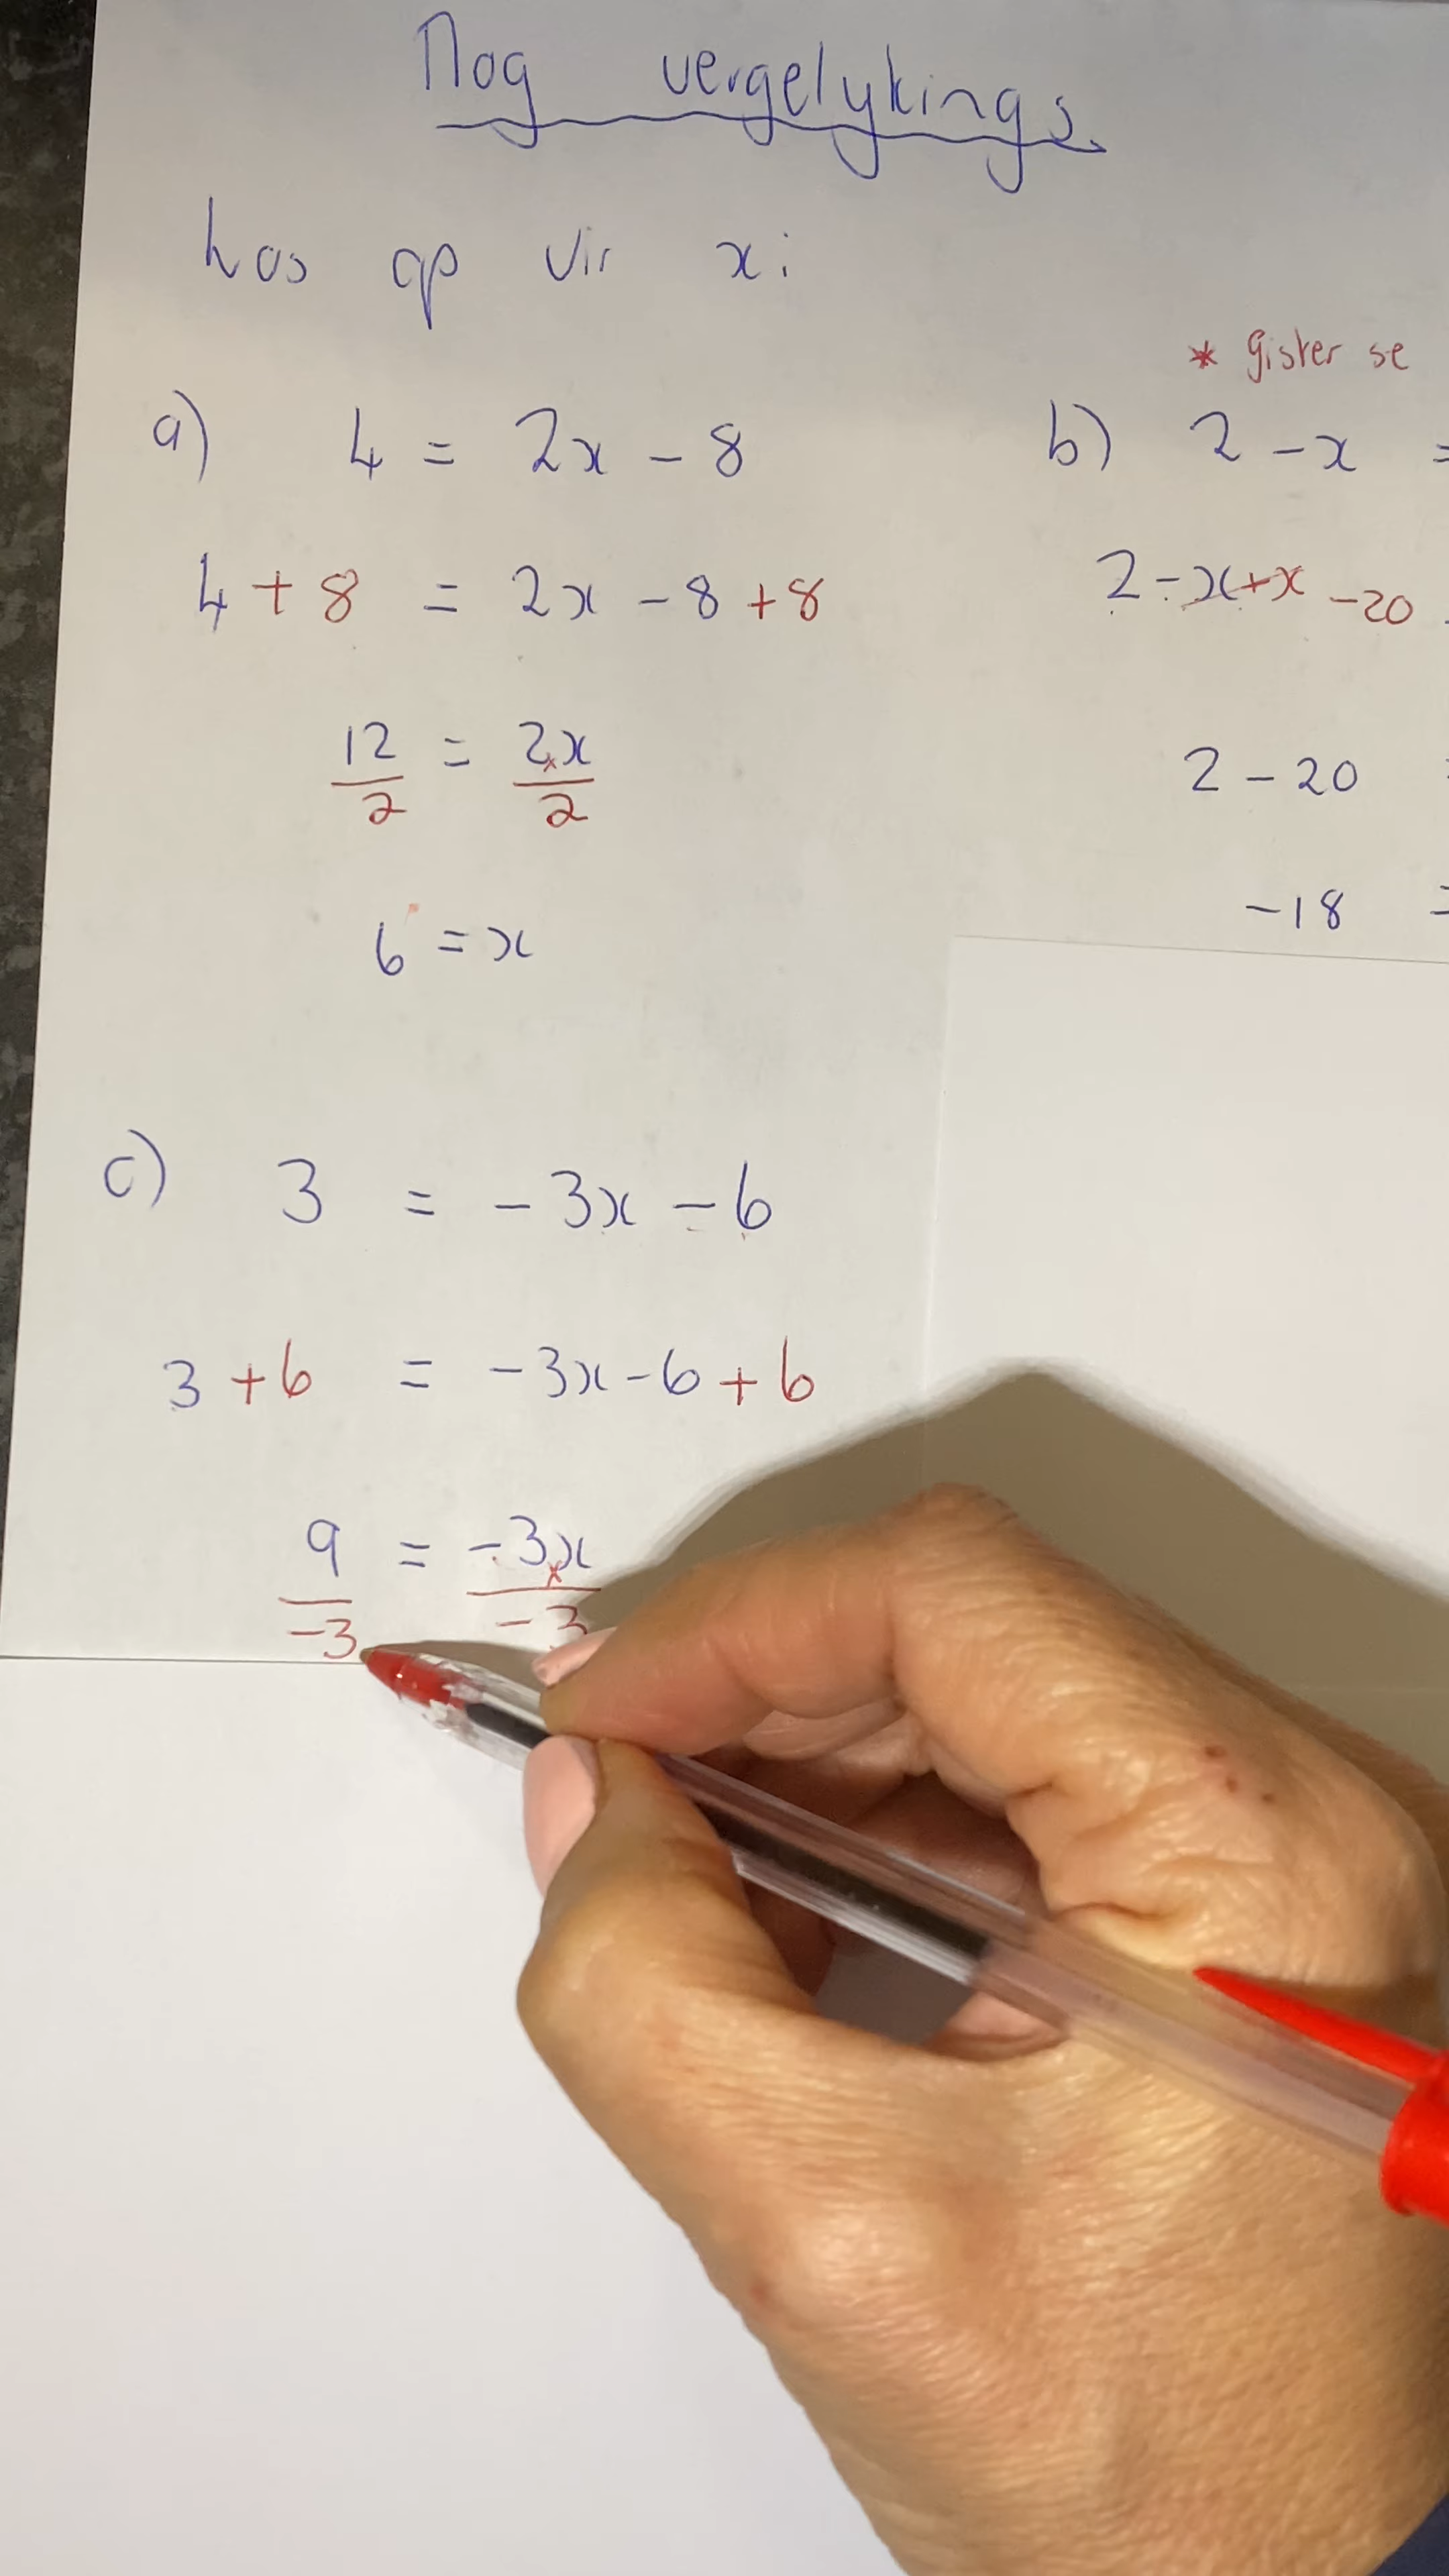 Nog vergelykings
Los op vir x:
* Gister se
a) 4 = 2x - 8
4 + 8 = 2x - 8 + 8
12/2 = 2x/2
6 = x
b) 2 - x =
2 - x + x - 20
2 - 20
-18 =
c) 3 = -3x - 6
3 + 6 = -3x - 6 + 6
9/-3 = -3x/-3